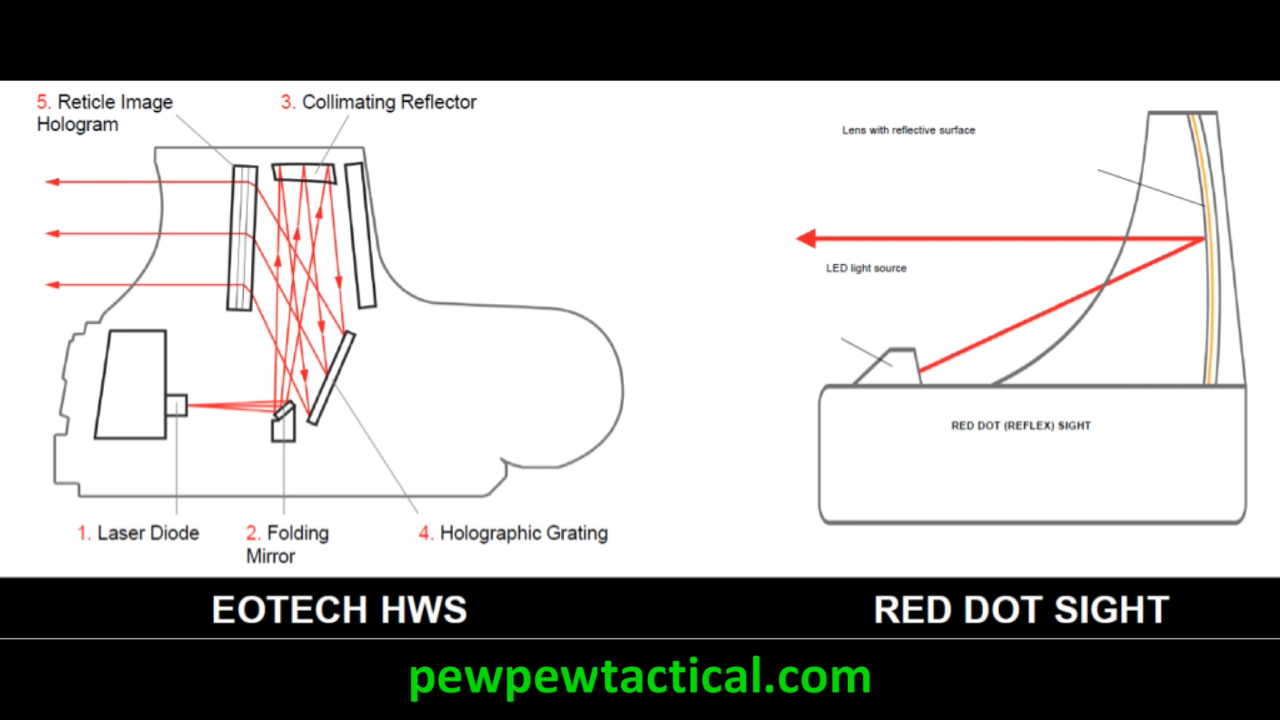 5. Reticle Image
Hologram
3. Collimating Reflector
1. Laser Diode
2. Folding
Mirror
4. Holographic Grating
EOTECH HWS
Lens with reflective surface
LED light source
RED DOT (REFLEX) SIGHT
RED DOT SIGHT
pewpewtactical.com